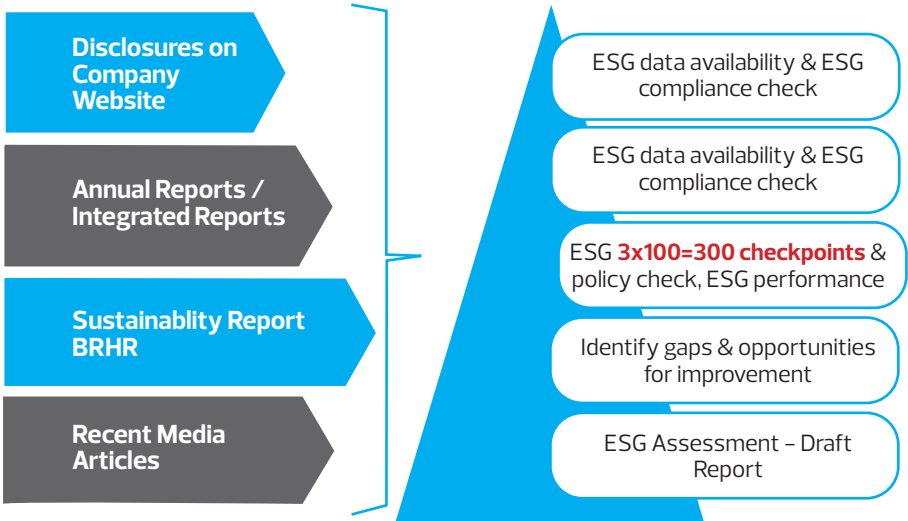 Disclosures on
Company
Website
Annual Reports /
Integrated Reports
Sustainablity Report
BRHR
Recent Media
Articles
ESG data availability & ESG
compliance check
ESG data availability & ESG
compliance check
ESG 3x100=300 checkpoints &
policy check, ESG performance
Identify gaps & opportunities
for improvement
ESG Assessment – Draft
Report